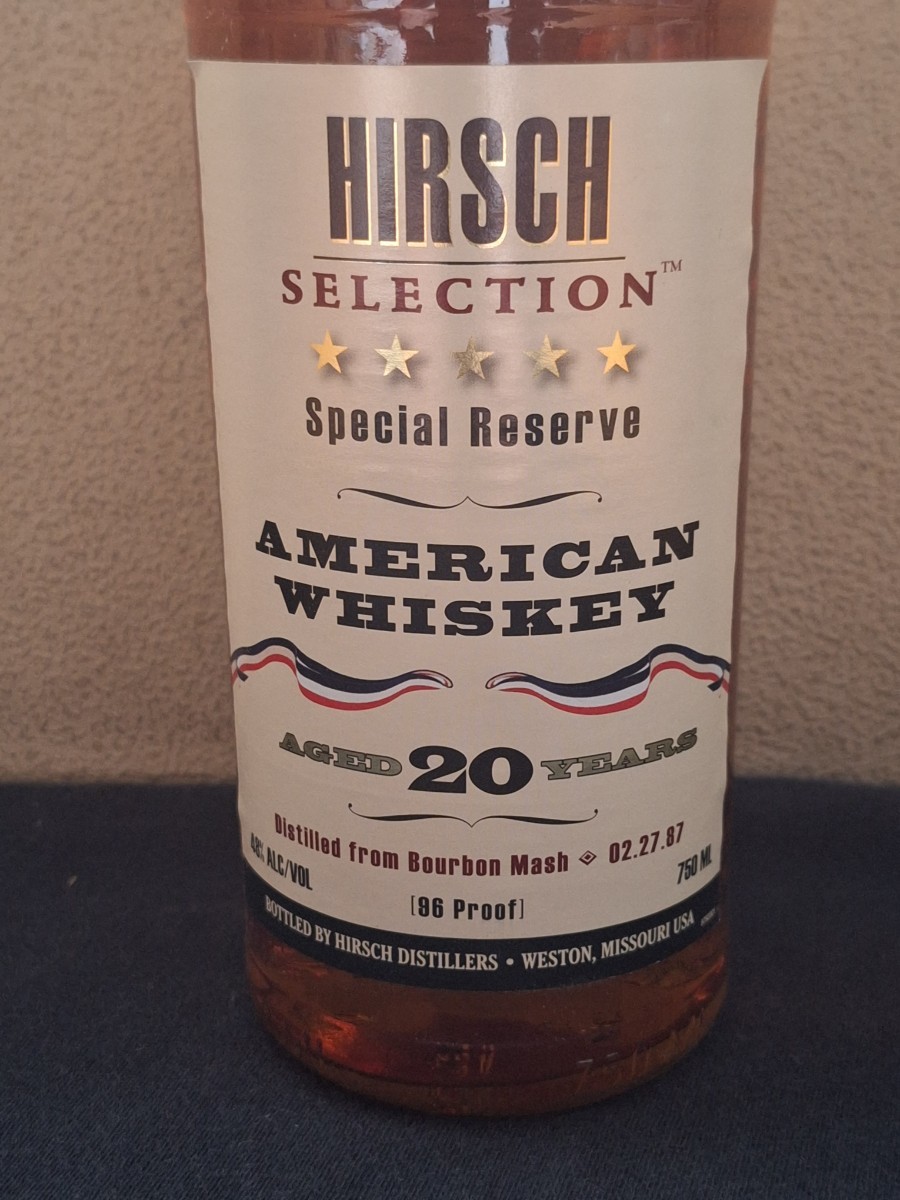 HIRSCH
SELECTION™
Special Reserve
AMERICAN
WHISKEY
AGED 20 YEARS
Distilled from Bourbon Mash ◈ 02.27.87
48% ALC/VOL
750 ML
[96 Proof]
BOTTLED BY HIRSCH DISTILLERS • WESTON, MISSOURI USA